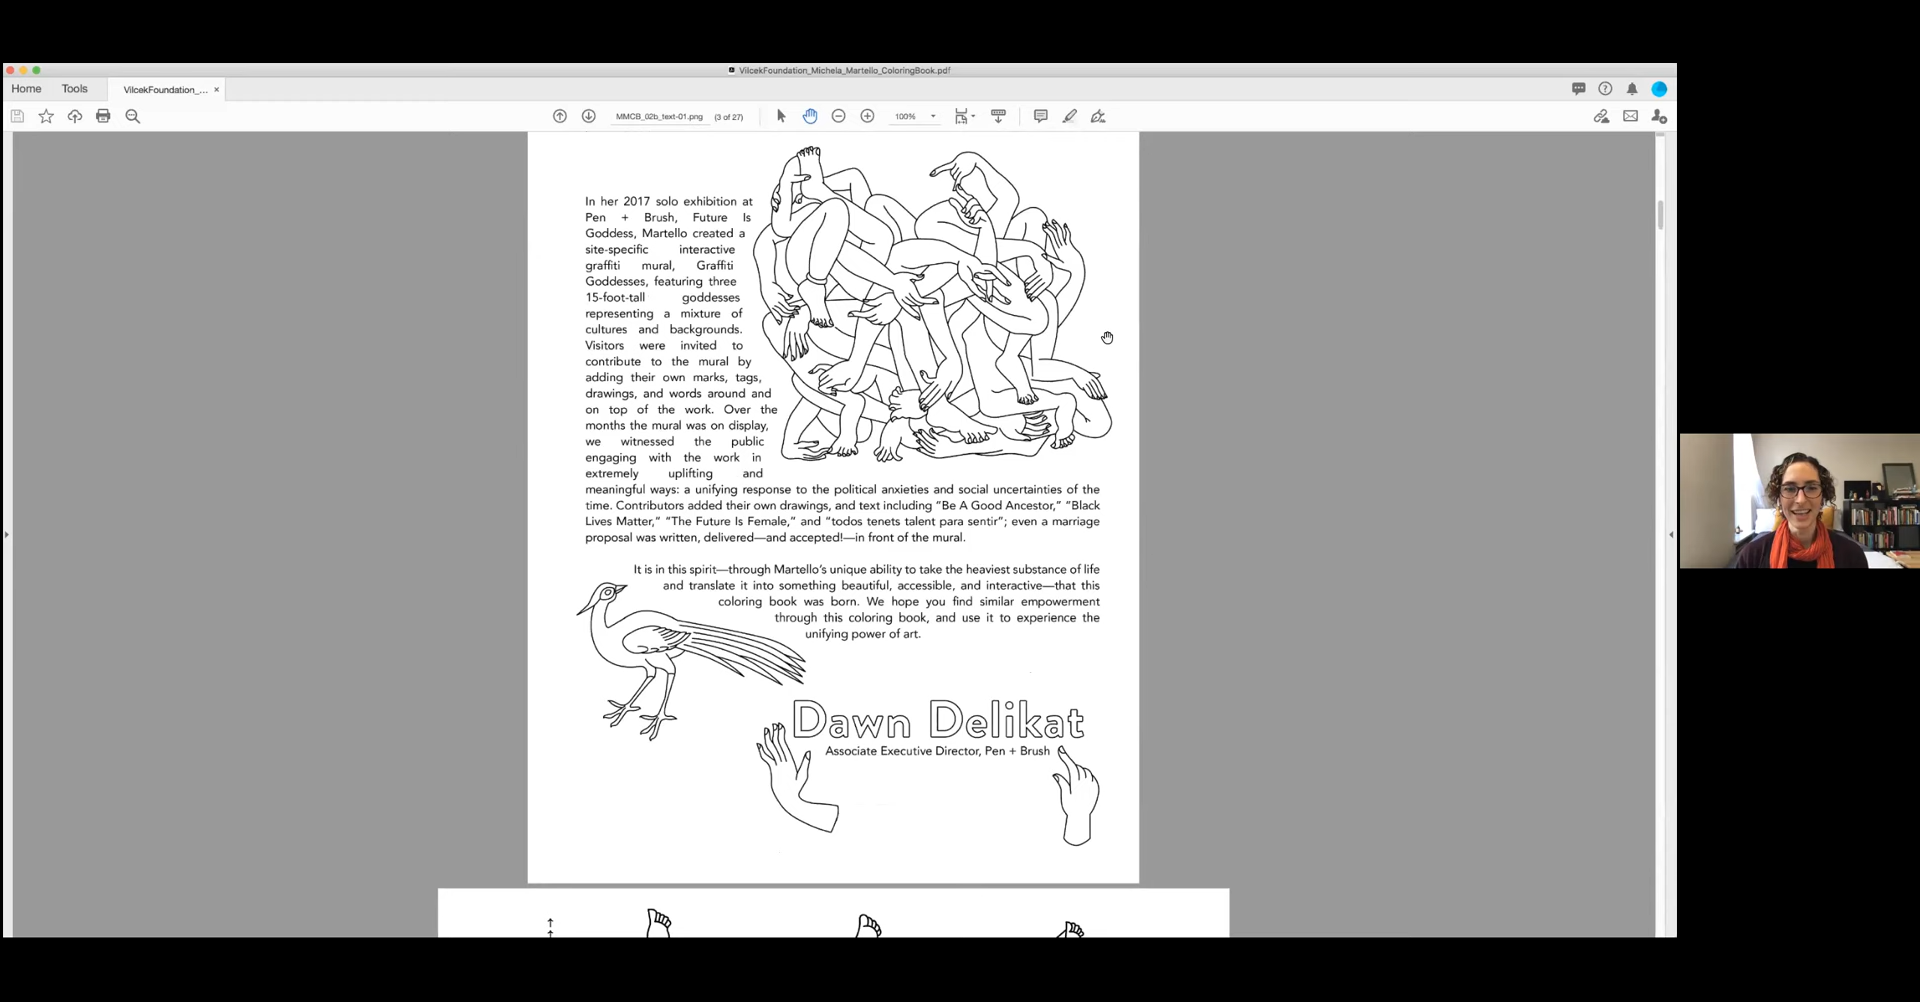 VilcekFoundation_Michela_Martello_ColoringBook.pdf
Home Tools VilcekFoundation_... ×
MMCB_02b_text-01.png (3 of 27) 100%
In her 2017 solo exhibition at
Pen + Brush, Future Is
Goddess, Martello created a
site-specific interactive
graffiti mural, Graffiti
Goddesses, featuring three
15-foot-tall goddesses
representing a mixture of
cultures and backgrounds.
Visitors were invited to
contribute to the mural by
adding their own marks, tags,
drawings, and words around and
on top of the work. Over the
months the mural was on display,
we witnessed the public
engaging with the work in
extremely uplifting and
meaningful ways: a unifying response to the political anxieties and social uncertainties of the
time. Contributors added their own drawings, and text including “Be A Good Ancestor,” “Black
Lives Matter,” “The Future Is Female,” and “todos tenets talent para sentir”; even a marriage
proposal was written, delivered—and accepted!—in front of the mural.
It is in this spirit—through Martello’s unique ability to take the heaviest substance of life
and translate it into something beautiful, accessible, and interactive—that this
coloring book was born. We hope you find similar empowerment
through this coloring book, and use it to experience the
unifying power of art.
Dawn Delikat
Associate Executive Director, Pen + Brush